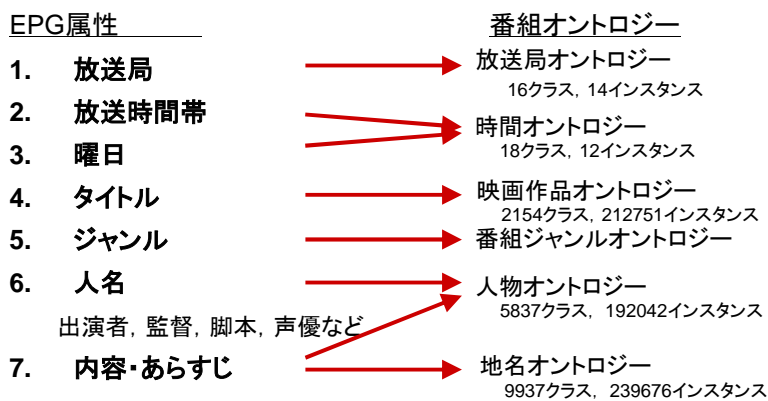 EPG属性
番組オントロジー
1. 放送局
放送局オントロジー
16クラス, 14インスタンス
2. 放送時間帯
時間オントロジー
18クラス, 12インスタンス
3. 曜日
4. タイトル
映画作品オントロジー
2154クラス, 212751インスタンス
5. ジャンル
番組ジャンルオントロジー
6. 人名
人物オントロジー
5837クラス, 192042インスタンス
出演者, 監督, 脚本, 声優など
7. 内容・あらすじ
地名オントロジー
9937クラス, 239676インスタンス